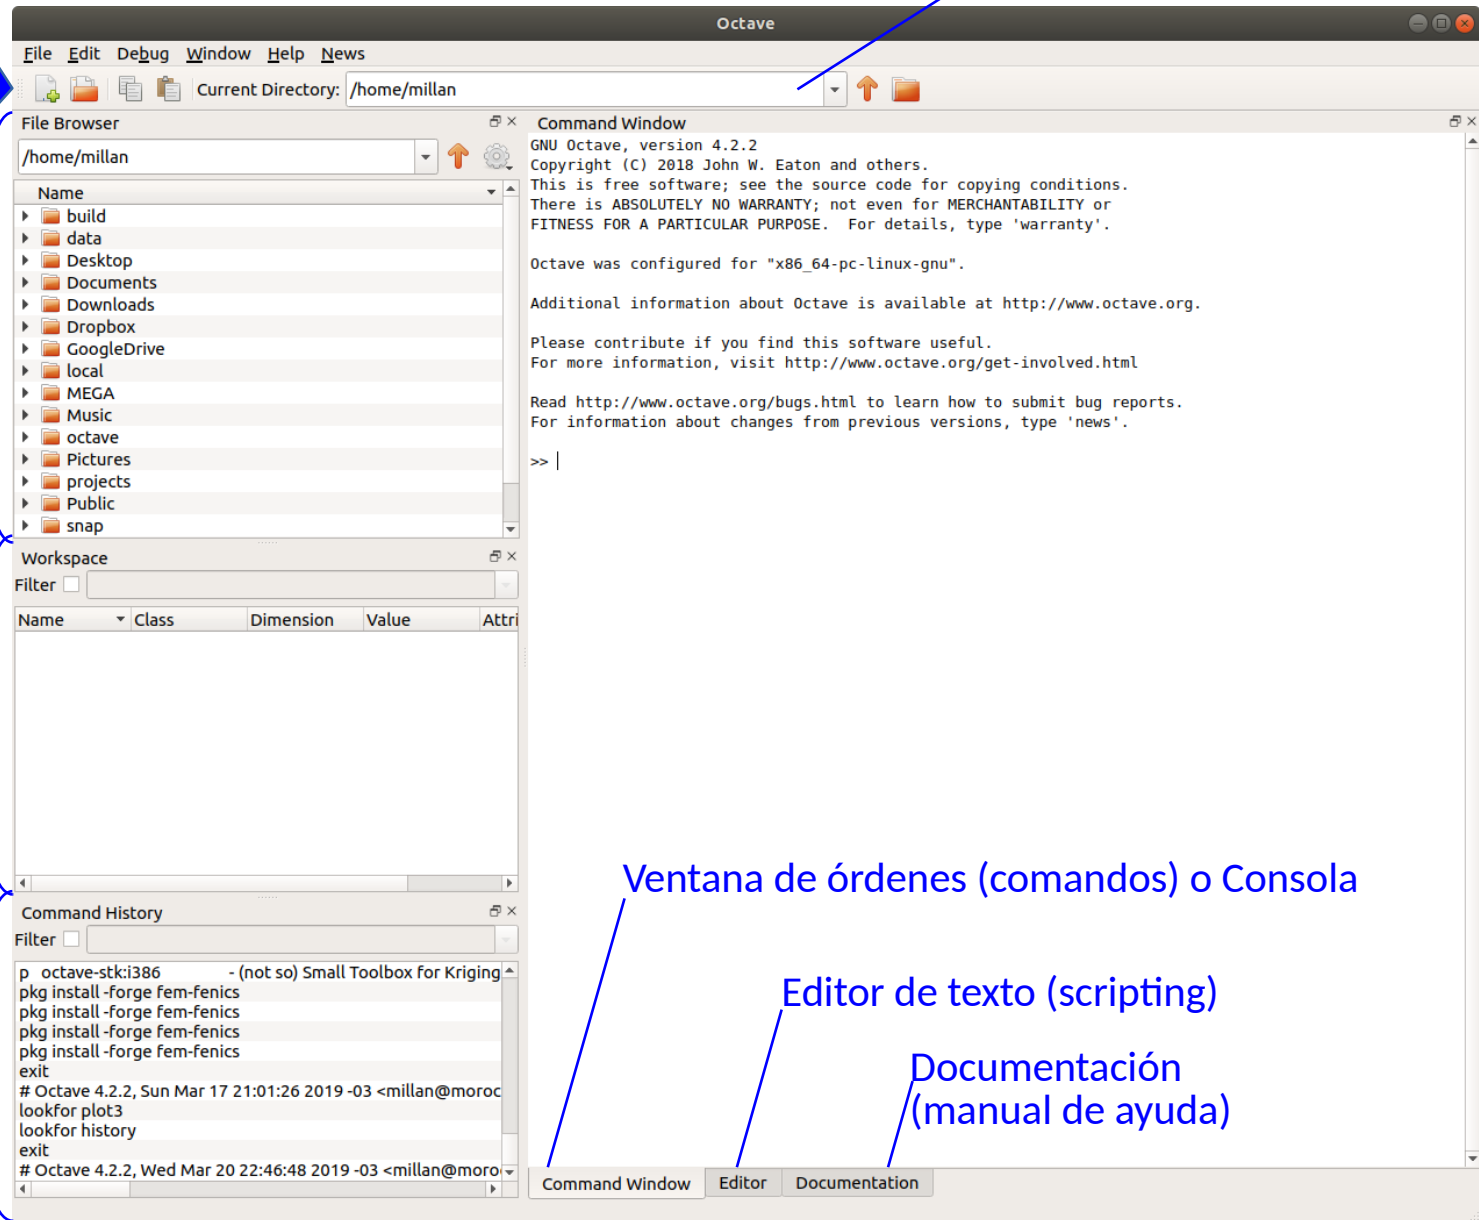 Octave
File Edit Debug Window Help News
Current Directory: /home/millan
File Browser
/home/millan
Name
build
data
Desktop
Documents
Downloads
Dropbox
GoogleDrive
local
MEGA
Music
octave
Pictures
projects
Public
snap
Workspace
Filter
Name Class Dimension Value Attri
Command History
Filter
p octave-stk:i386 - (not so) Small Toolbox for Kriging
pkg install -forge fem-fenics
pkg install -forge fem-fenics
pkg install -forge fem-fenics
pkg install -forge fem-fenics
exit
# Octave 4.2.2, Sun Mar 17 21:01:26 2019 -03 <millan@moroc
lookfor plot3
lookfor history
exit
# Octave 4.2.2, Wed Mar 20 22:46:48 2019 -03 <millan@moro
Command Window
GNU Octave, version 4.2.2
Copyright (C) 2018 John W. Eaton and others.
This is free software; see the source code for copying conditions.
There is ABSOLUTELY NO WARRANTY; not even for MERCHANTABILITY or
FITNESS FOR A PARTICULAR PURPOSE.  For details, type 'warranty'.
Octave was configured for "x86_64-pc-linux-gnu".
Additional information about Octave is available at http://www.octave.org.
Please contribute if you find this software useful.
For more information, visit http://www.octave.org/get-involved.html
Read http://www.octave.org/bugs.html to learn how to submit bug reports.
For information about changes from previous versions, type 'news'.
>>
Ventana de órdenes (comandos) o Consola
Editor de texto (scripting)
Documentación
(manual de ayuda)
Command Window Editor Documentation